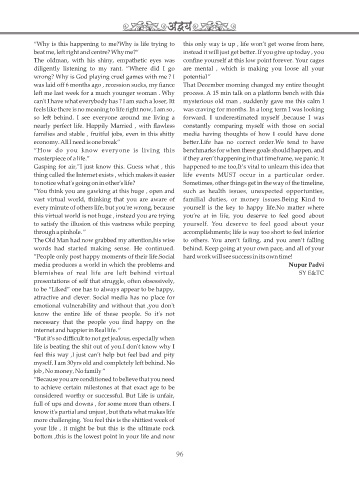 अद्वय
"Why is this happening to me?Why is life trying to
beat me, left right and centre? Why me?"
The oldman, with his shiny, empathetic eyes was
diligently listening to my rant. "Where did I go
wrong? Why is God playing cruel games with me ? I
was laid off 6 months ago , recession sucks, my fiance
left me last week for a much younger woman . Why
can't I have what everybody has ? I am such a loser. It
feels like there is no meaning to life right now, I am so ,
so left behind. I see everyone around me living a
nearly perfect life. Happily Married , with flawless
families and stable , fruitful jobs, even in this shitty
economy. All I need is one break"
"How do you know everyone is living this
masterpiece of a life."
Gasping for air,"I just know this. Guess what , this
thing called the Internet exists , which makes it easier
to notice what's going on in other's life?
"You think you are gawking at this huge , open and
vast virtual world, thinking that you are aware of
every minute of others life, but you're wrong, because
this virtual world is not huge , instead you are trying
to satisfy the illusion of this vastness while peeping
through a pinhole. "
The Old Man had now grabbed my attention,his wise
words had started making sense. He continued.
"People only post happy moments of their life.Social
media produces a world in which the problems and
blemishes of real life are left behind virtual
presentations of self that struggle, often obsessively,
to be "Liked" one has to always appear to be happy,
attractive and clever. Social media has no place for
emotional vulnerability and without that ,you don't
know the entire life of these people. So it's not
necessary that the people you find happy on the
internet and happier in Real life. "
"But it's so difficult to not get jealous, especially when
life is beating the shit out of you.I don't know why I
feel this way ,I just can't help but feel bad and pity
myself. I am 30yrs old and completely left behind. No
job , No money, No family "
"Because you are conditioned to believe that you need
to achieve certain milestones at that exact age to be
considered worthy or successful. But Life is unfair,
full of ups and downs , for some more than others. I
know it's partial and unjust , but thats what makes life
more challenging. You feel this is the shittiest week of
your life , it might be but this is the ultimate rock
bottom ,this is the lowest point in your life and now
this only way is up , life won't get worse from here,
instead it will just get better. If you give up today , you
confine yourself at this low point forever. Your cages
are mental , which is making you loose all your
potential"
That December morning changed my entire thought
process. A 15 min talk on a platform bench with this
mysterious old man , suddenly gave me this calm I
was craving for months. In a long term I was looking
forward. I underestimated myself ,because I was
constantly comparing myself with those on social
media having thoughts of how I could have done
better.Life has no correct order.We tend to have
benchmarks for when these goals should happen, and
if they aren't happening in that timeframe, we panic. It
happened to me too.It's vital to unlearn this idea that
life events MUST occur in a particular order.
Sometimes, other things get in the way of the timeline,
such as health issues, unexpected opportunties,
familial duties, or money issues.Being Kind to
yourself is the key to happy life.No matter where
you're at in life, you deserve to feel good about
yourself. You deserve to feel good about your
accomplishments; life is way too short to feel inferior
to others. You aren't failing, and you aren't falling
behind. Keep going at your own pace, and all of your
hard work will see success in its own time!
Nupur Padvi
SY E&TC
96